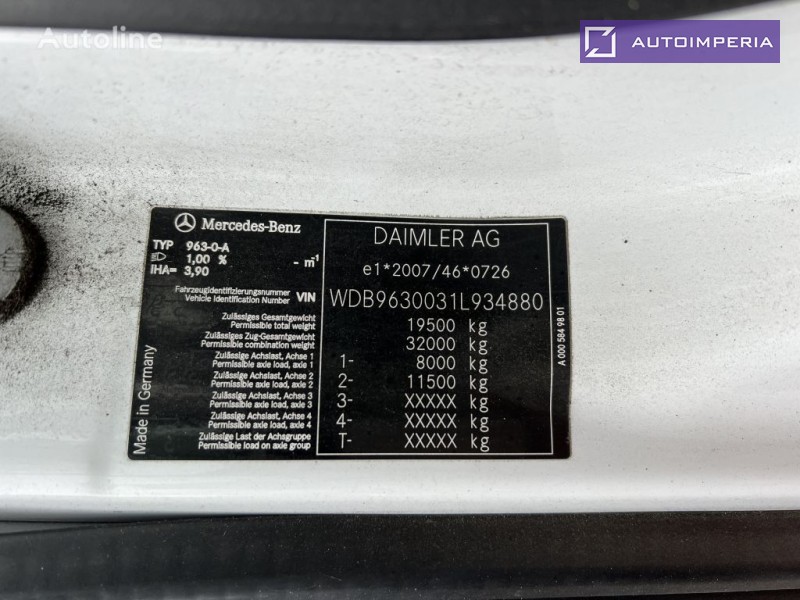 Autoline
AUTOIMPERIA
Mercedes-Benz
TYP 963-0-A
1,00 % - m⁻¹
IHA= 3,90
Fahrzeugidentifizierungsnummer
Vehicle Identification Number VIN
Zulässiges Gesamtgewicht
Permissible total weight
Zulässiges Zug-Gesamtgewicht
Permissible combination weight
Zulässige Achslast, Achse 1
Permissible axle load, axle 1
Zulässige Achslast, Achse 2
Permissible axle load, axle 2
Zulässige Achslast, Achse 3
Permissible axle load, axle 3
Zulässige Achslast, Achse 4
Permissible axle load, axle 4
Zulässige Last der Achsgruppe
Permissible load on axle group
Made in Germany
DAIMLER AG
e1*2007/46*0726
WDB9630031L934880
19500 kg
32000 kg
1- 8000 kg
2- 11500 kg
3- XXXXX kg
4- XXXXX kg
T- XXXXX kg
A 000 584 98 01